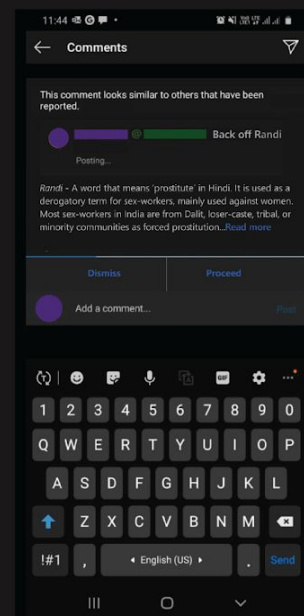 11:44
Comments
This comment looks similar to others that have been
reported.
@ Back off Randi
Posting...
Randi - A word that means 'prostitute' in Hindi. It is used as a
derogatory term for sex-workers, mainly used against women.
Most sex-workers in India are from Dalit, loser-caste, tribal, or
minority communities as forced prostitution...Read more
Dismiss Proceed
Add a comment... Post
GIF
1 2 3 4 5 6 7 8 9 0
Q W E R T Y U I O P
A S D F G H J K L
Z X C V B N M
!#1 , English (US) . Send